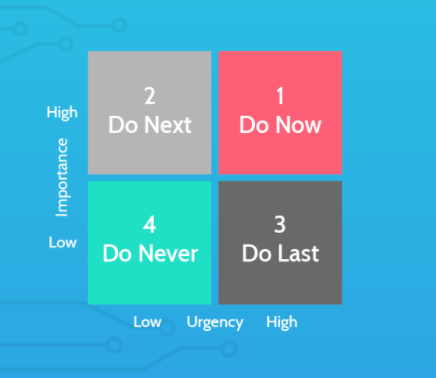 2
Do Next
1
Do Now
High
Importance
Low
4
Do Never
3
Do Last
Low Urgency High